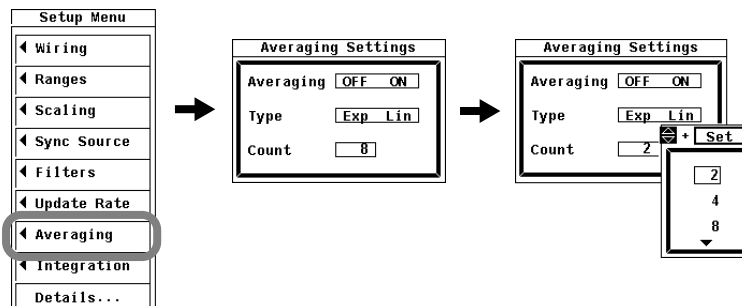 Setup Menu
Wiring
Ranges
Scaling
Sync Source
Filters
Update Rate
Averaging
Integration
Details...
Averaging Settings
Averaging OFF ON
Type Exp Lin
Count 8
Averaging Settings
Averaging OFF ON
Type Exp Lin
Count 2
+ Set
2
4
8